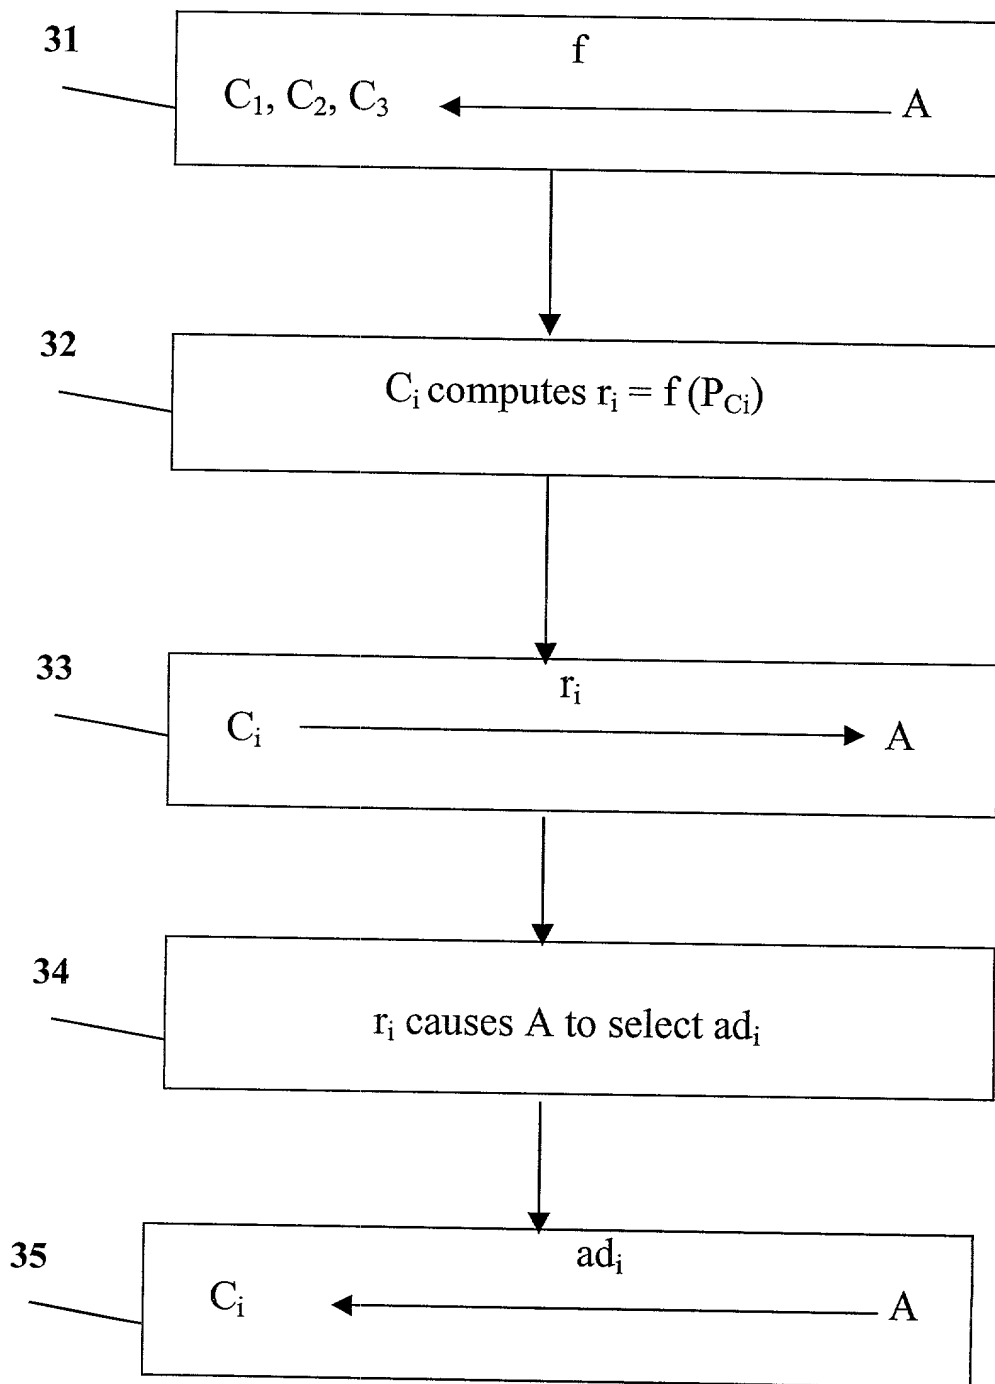 31
f
C₁, C₂, C₃ A
32
Cᵢ computes rᵢ = f (P_Cᵢ)
33
rᵢ
Cᵢ A
34
rᵢ causes A to select adᵢ
35
adᵢ
Cᵢ A